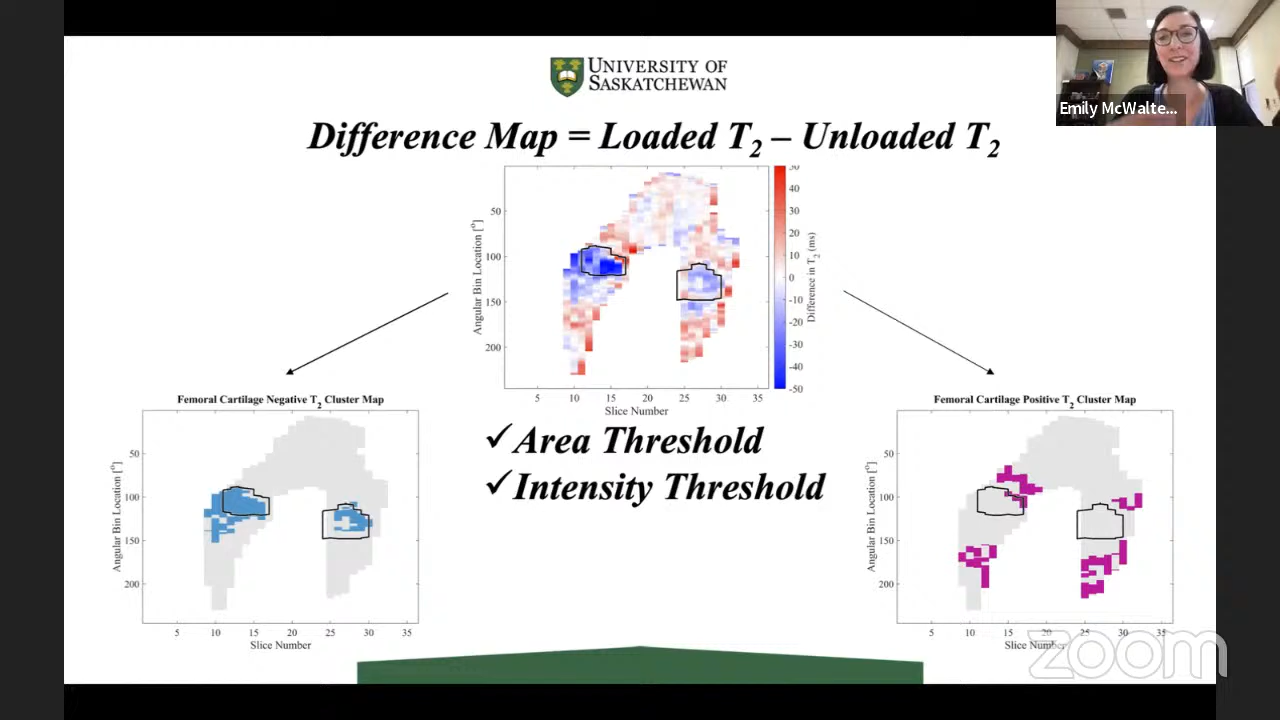 Emily McWalte...
UNIVERSITY OF
SASKATCHEWAN
Difference Map = Loaded T2 – Unloaded T2
50
100
150
200
Angular Bin Location [°]
5 10 15 20 25 30 35
Slice Number
50
40
30
20
10
0
-10
-20
-30
-40
-50
Difference in T2 (ms)
✓Area Threshold
✓Intensity Threshold
Femoral Cartilage Negative T2 Cluster Map
50
100
150
200
Angular Bin Location [°]
5 10 15 20 25 30 35
Slice Number
Femoral Cartilage Positive T2 Cluster Map
50
100
150
200
Angular Bin Location [°]
5 10 15 20 25 30 35
Slice Number
zoom